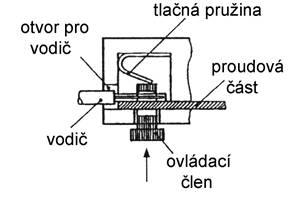 tlačná pružina
otvor pro
vodič
proudová
část
vodič
ovládací
člen